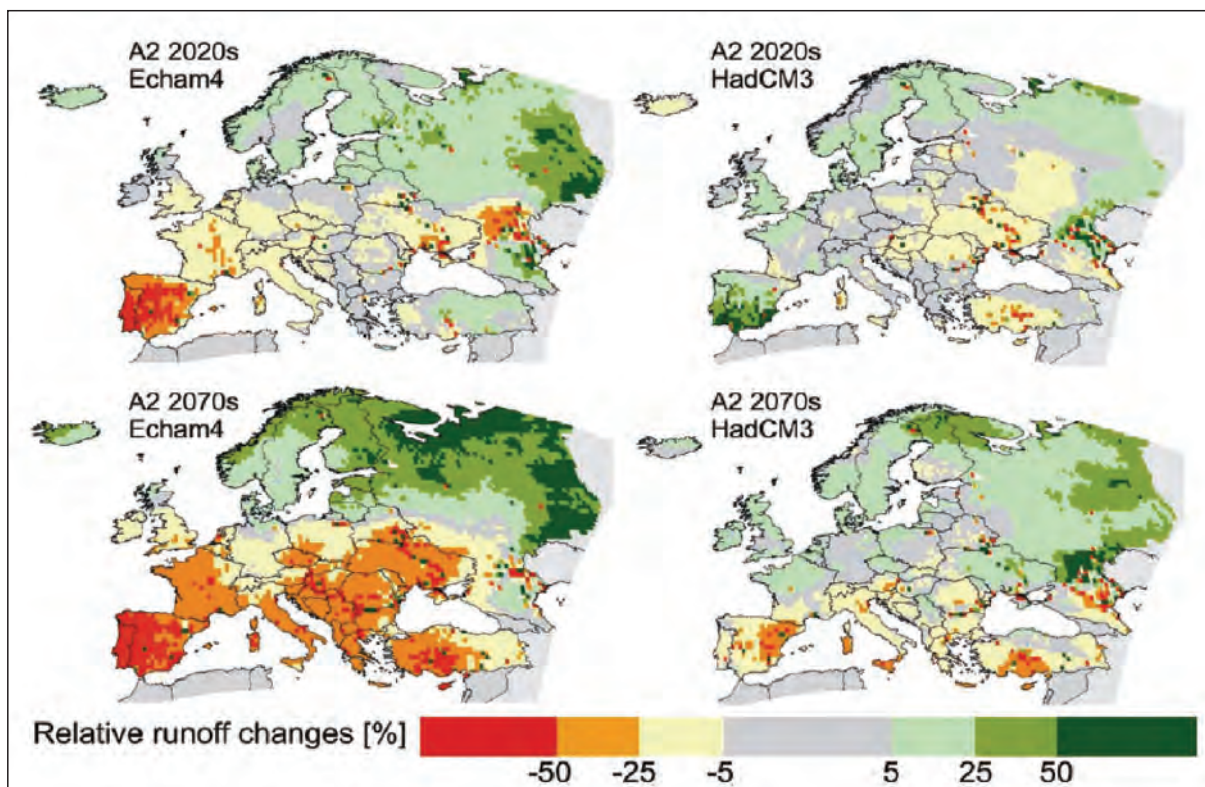 A2 2020s
Echam4
A2 2020s
HadCM3
A2 2070s
Echam4
A2 2070s
HadCM3
Relative runoff changes [%]
-50 -25 -5 5 25 50